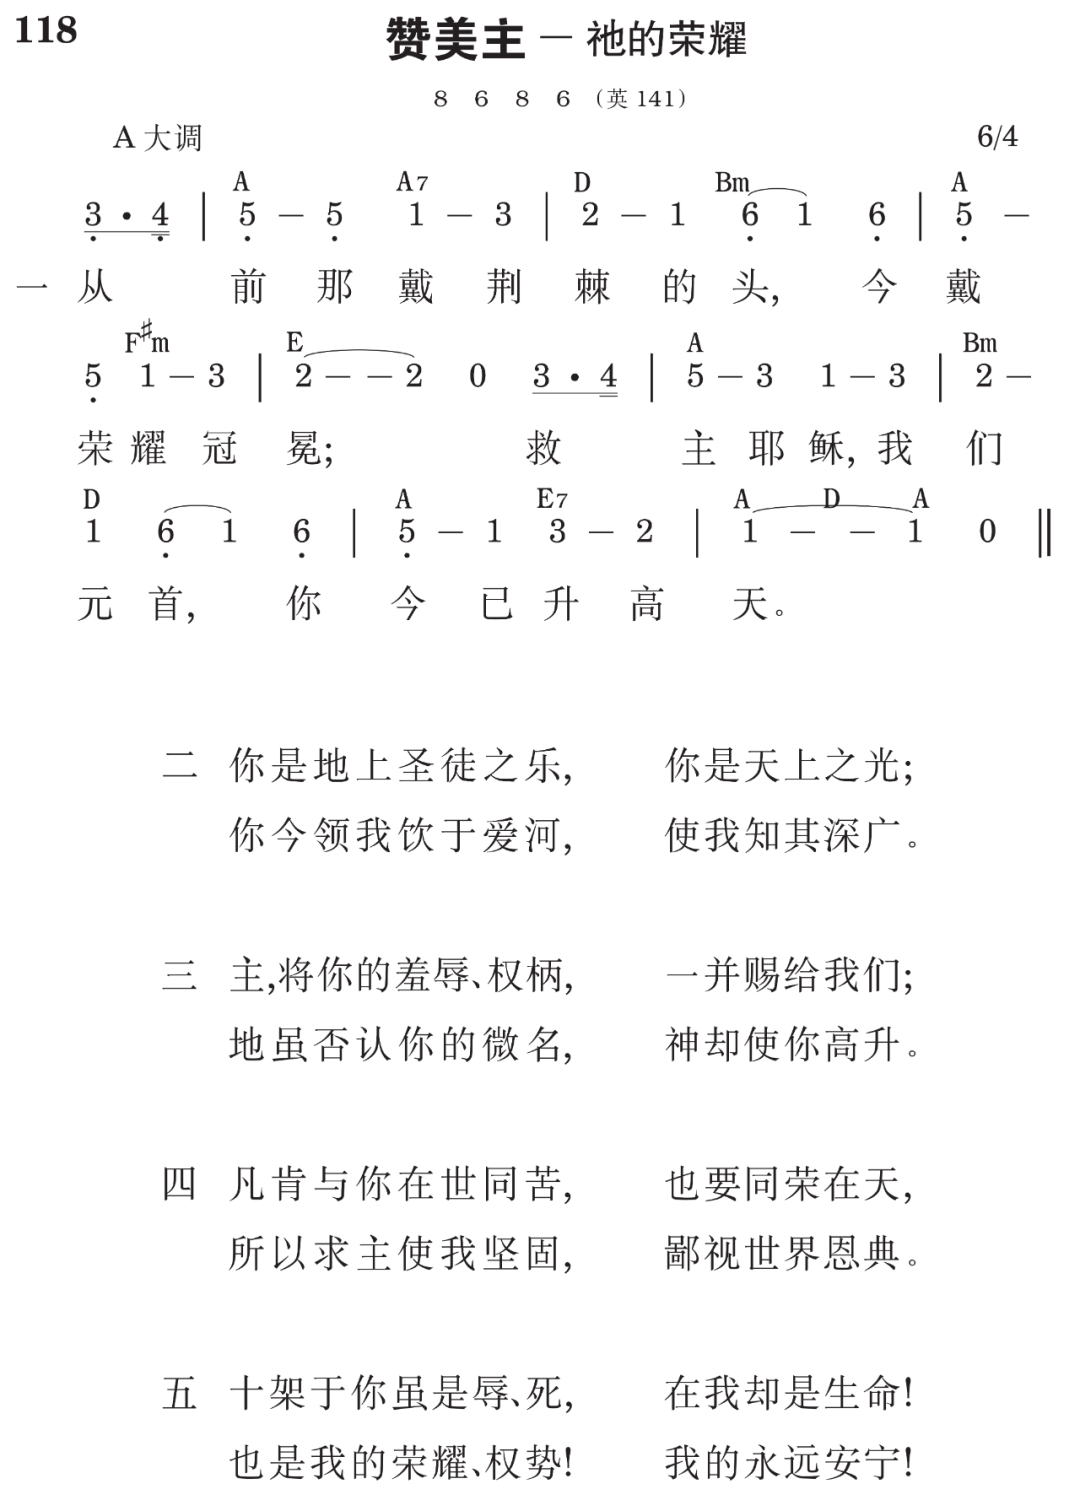 118
赞美主 — 祂的荣耀
8 6 8 6 （英 141）
A 大调 6/4
A A7 D Bm A
3 · 4 | 5 – 5 1 – 3 | 2 – 1 6 1 6 | 5 –
一 从 前 那 戴 荆 棘 的 头, 今 戴
F♯m E A Bm
5 1 – 3 | 2 – – 2 0 3 · 4 | 5 – 3 1 – 3 | 2 –
荣 耀 冠 冕; 救 主 耶 稣, 我 们
D A E7 A D A
1 6 1 6 | 5 – 1 3 – 2 | 1 – – 1 0 ‖
元 首, 你 今 已 升 高 天。
二 你是地上圣徒之乐, 你是天上之光;
你今领我饮于爱河, 使我知其深广。
三 主,将你的羞辱、权柄, 一并赐给我们;
地虽否认你的微名, 神却使你高升。
四 凡肯与你在世同苦, 也要同荣在天,
所以求主使我坚固, 鄙视世界恩典。
五 十架于你虽是辱、死, 在我却是生命!
也是我的荣耀、权势! 我的永远安宁!